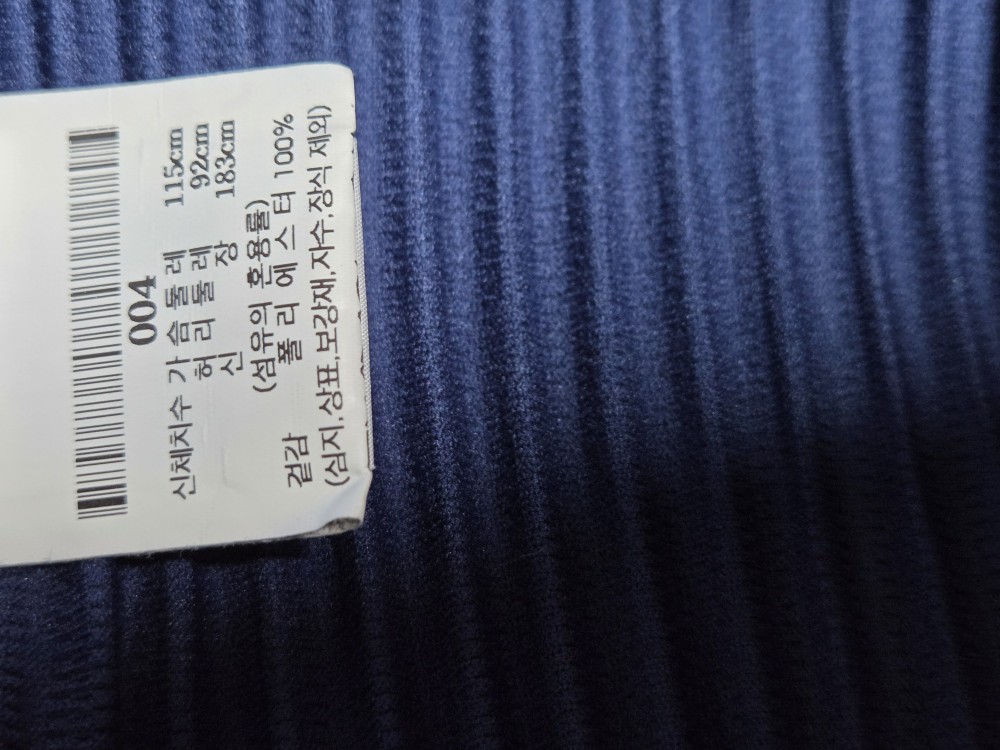 004
신체치수 가슴둘레 115cm
허리둘레 92cm
신 장 183cm
(섬유의 혼용률)
겉감 폴리에스터 100%
(심지,상표,보강재,자수,장식 제외)